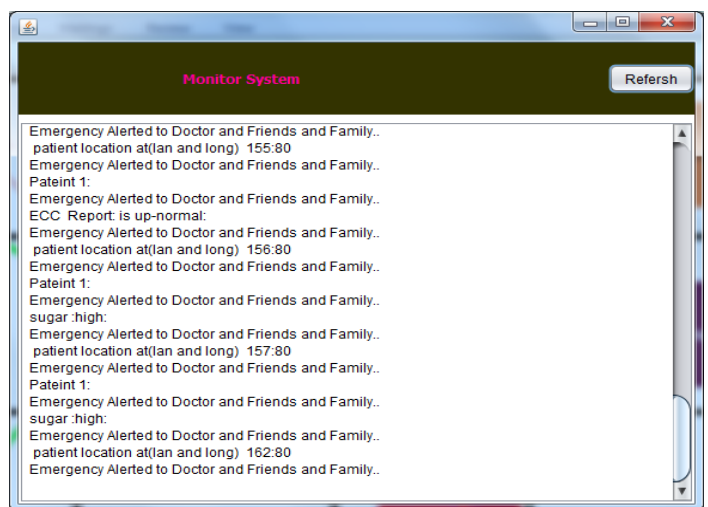 Monitor System
Refersh
Emergency Alerted to Doctor and Friends and Family..
patient location at(lan and long)  155:80
Emergency Alerted to Doctor and Friends and Family..
Pateint 1:
Emergency Alerted to Doctor and Friends and Family..
ECC  Report: is up-normal:
Emergency Alerted to Doctor and Friends and Family..
patient location at(lan and long)  156:80
Emergency Alerted to Doctor and Friends and Family..
Pateint 1:
Emergency Alerted to Doctor and Friends and Family..
sugar :high:
Emergency Alerted to Doctor and Friends and Family..
patient location at(lan and long)  157:80
Emergency Alerted to Doctor and Friends and Family..
Pateint 1:
Emergency Alerted to Doctor and Friends and Family..
sugar :high:
Emergency Alerted to Doctor and Friends and Family..
patient location at(lan and long)  162:80
Emergency Alerted to Doctor and Friends and Family..